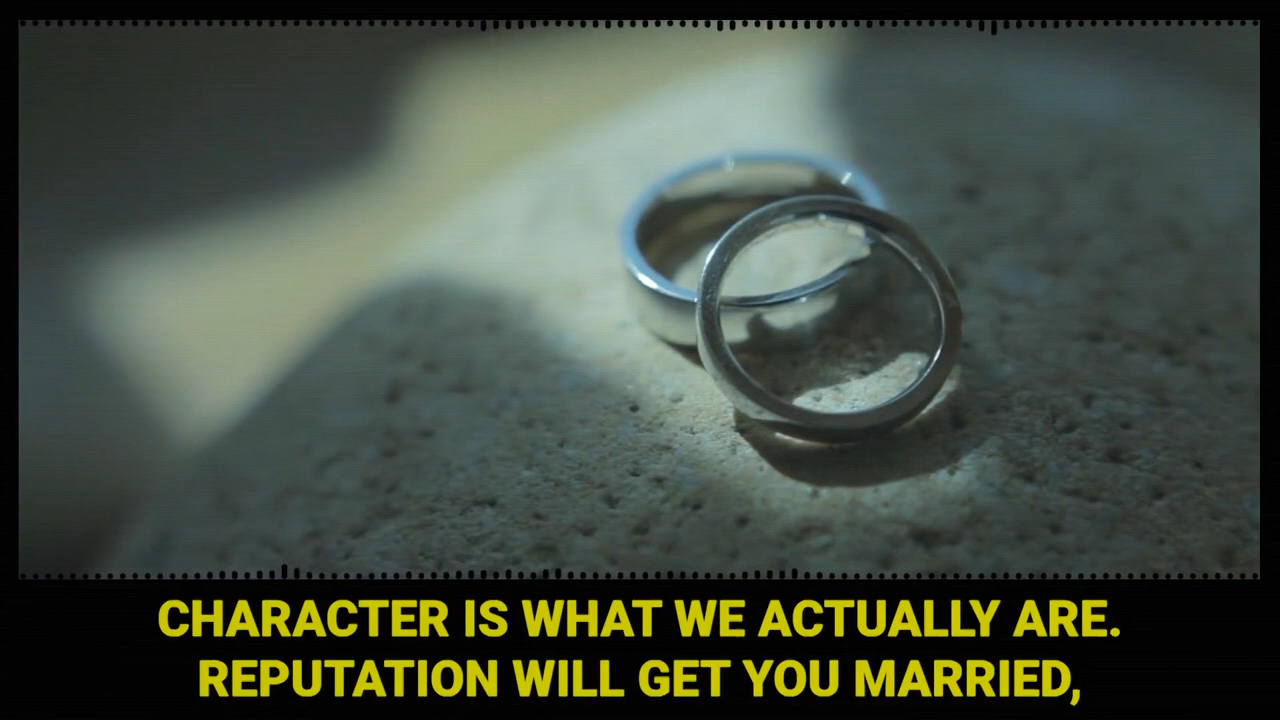 CHARACTER IS WHAT WE ACTUALLY ARE.
REPUTATION WILL GET YOU MARRIED,